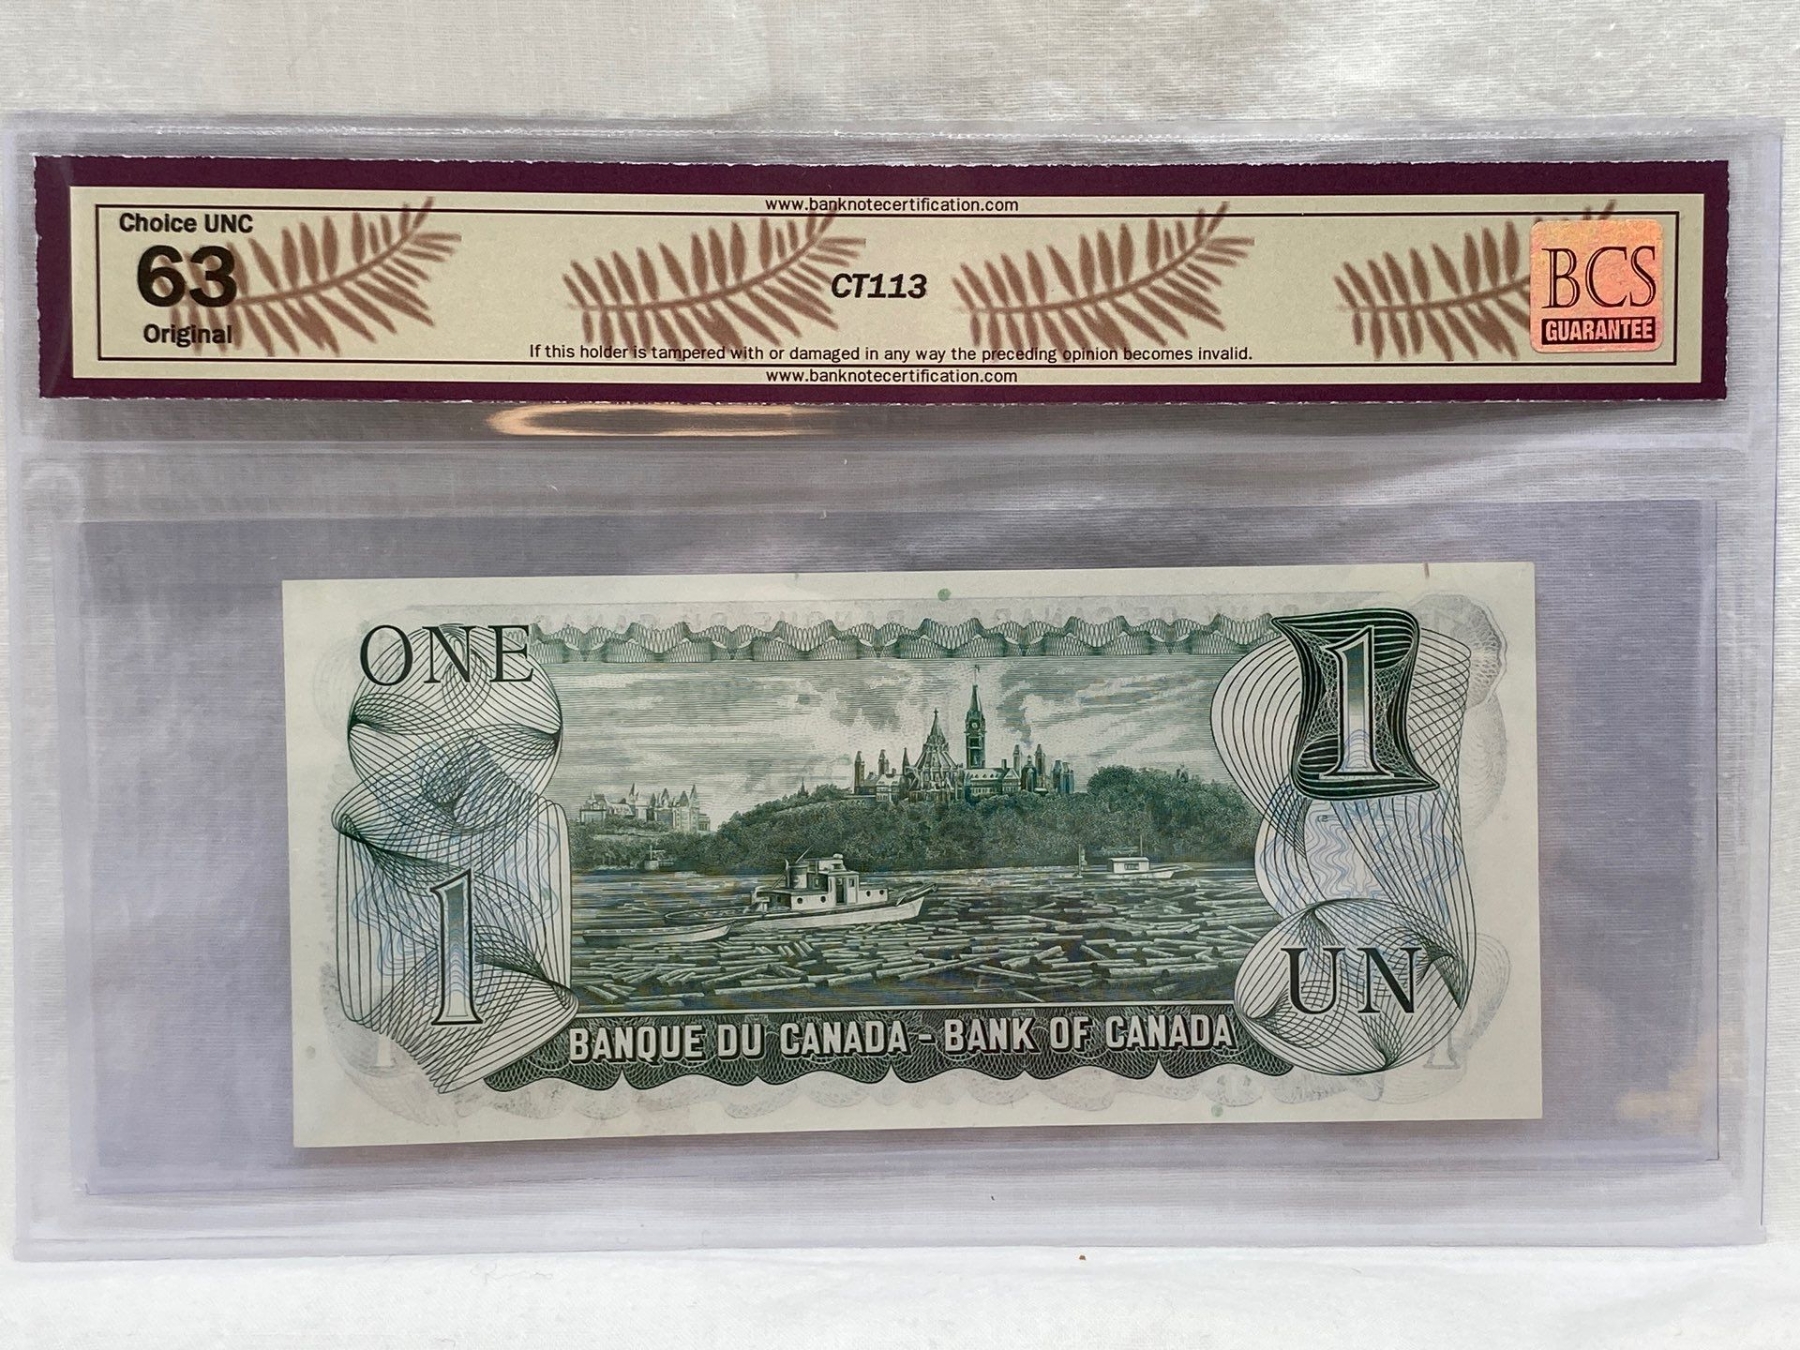 www.banknotecertification.com
Choice UNC
63
Original
CT113
BCS
GUARANTEE
If this holder is tampered with or damaged in any way the preceding opinion becomes invalid.
www.banknotecertification.com
ONE
1
1
UN
BANQUE DU CANADA - BANK OF CANADA